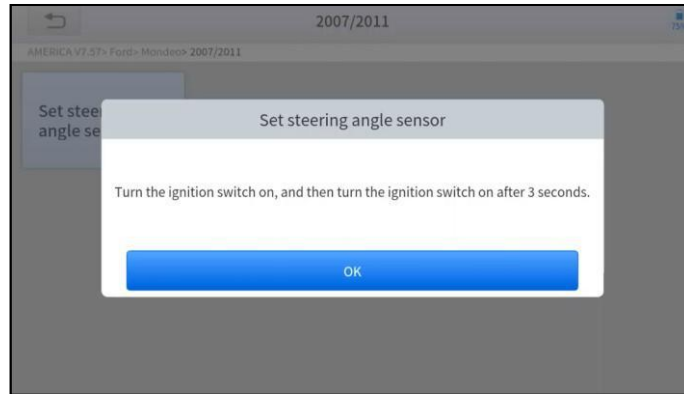 2007/2011
AMERICA V7.57> Ford> Mondeo> 2007/2011
Set stee
angle se
Set steering angle sensor
Turn the ignition switch on, and then turn the ignition switch on after 3 seconds.
OK